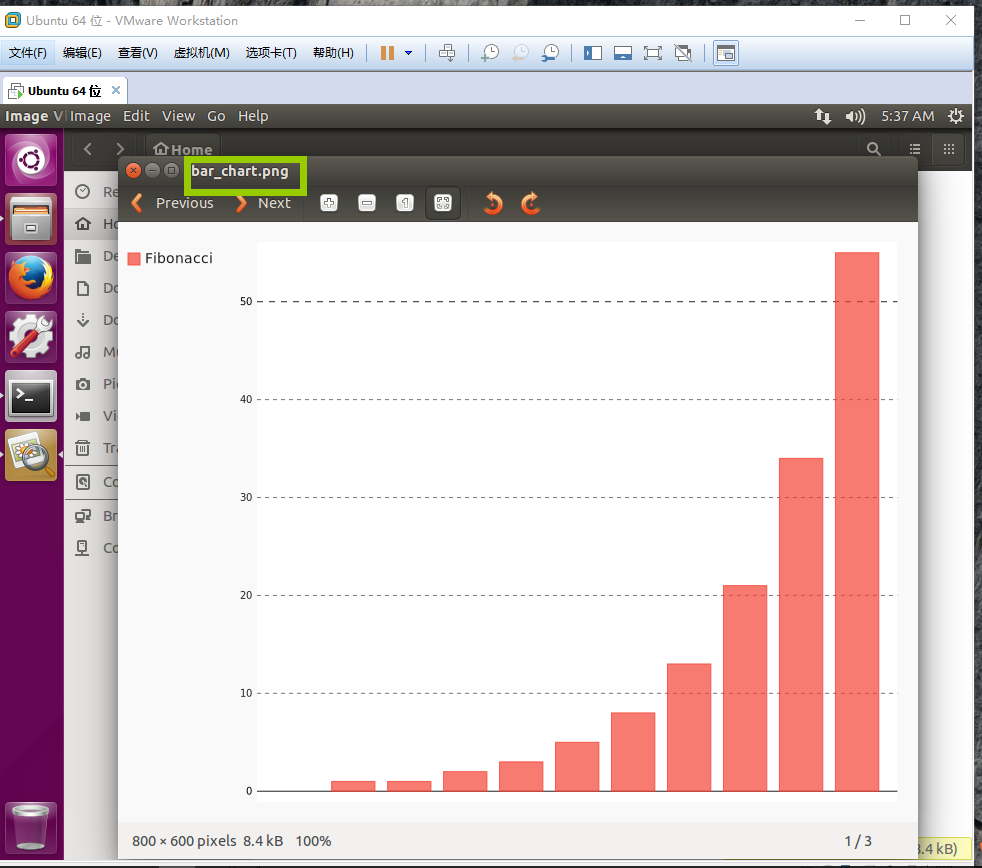 Ubuntu 64 位 - VMware Workstation
文件(F) 编辑(E) 查看(V) 虚拟机(M) 选项卡(T) 帮助(H)
Ubuntu 64 位
Image Vi Image Edit View Go Help 5:37 AM
Home
bar_chart.png
Previous Next
Re
Ho
De
Do
Do
Mu
Pic
Vi
Tra
Co
Br
Co
Fibonacci
50
40
30
20
10
0
800 × 600 pixels 8.4 kB 100% 1 / 3
8.4 kB)